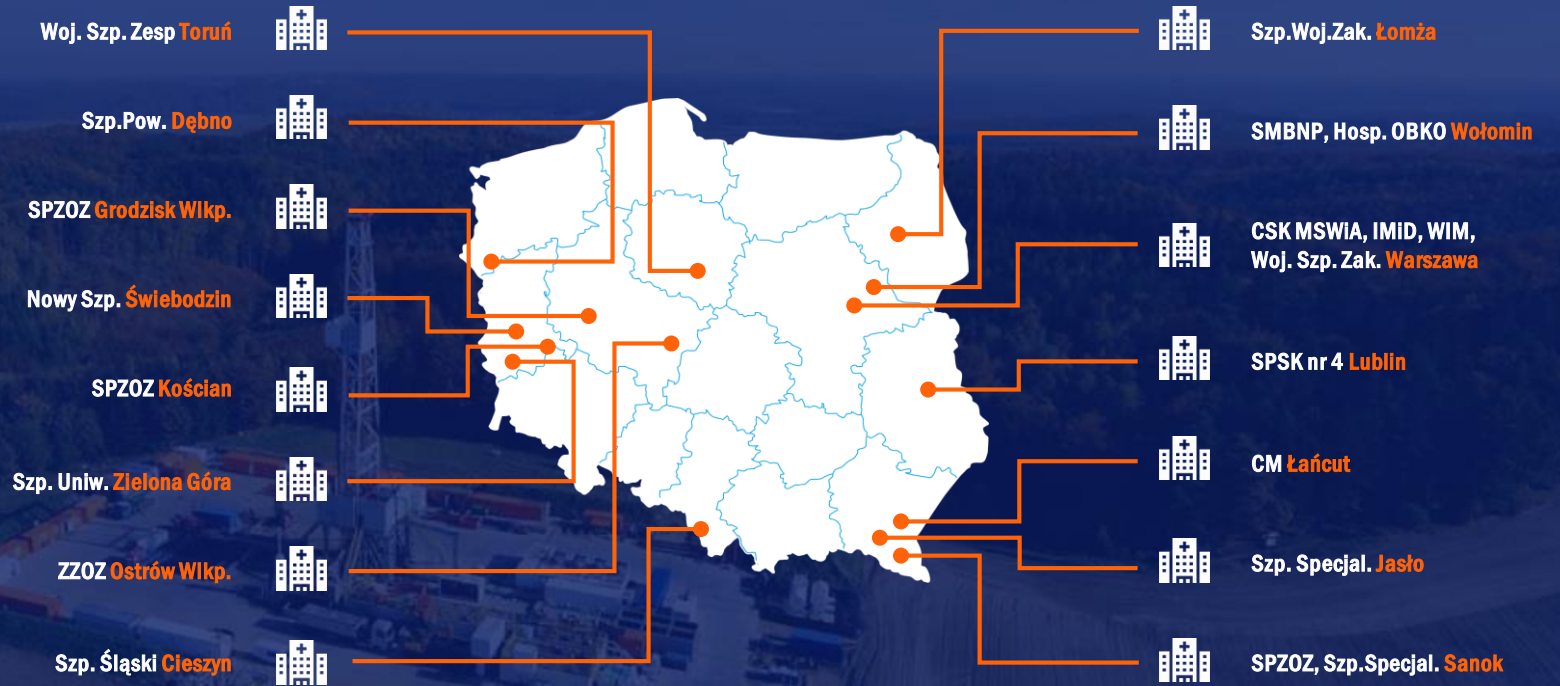 Woj. Szp. Zesp Toruń
Szp.Pow. Dębno
SPZOZ Grodzisk Wlkp.
Nowy Szp. Świebodzin
SPZOZ Kościan
Szp. Uniw. Zielona Góra
ZZOZ Ostrów Wlkp.
Szp. Śląski Cieszyn
Szp.Woj.Zak. Łomża
SMBNP, Hosp. OBKO Wołomin
CSK MSWiA, IMiD, WIM,
Woj. Szp. Zak. Warszawa
SPSK nr 4 Lublin
CM Łańcut
Szp. Specjal. Jasło
SPZOZ, Szp.Specjal. Sanok